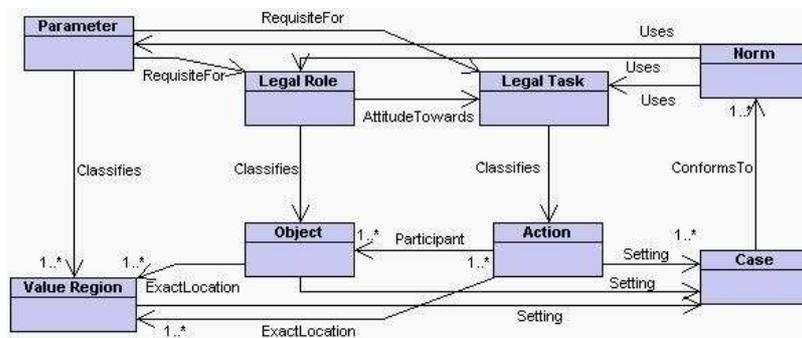 RequisiteFor
Parameter
Uses
Norm
RequisiteFor
Legal Role
Legal Task
Uses
AttitudeTowards
Uses
1..*
Classifies
Classifies
Classifies
ConformsTo
Object
1..*
Participant
Action
1..*
1..*
1..*
ExactLocation
1..*
Setting
Case
Value Region
Setting
Setting
1..*
ExactLocation